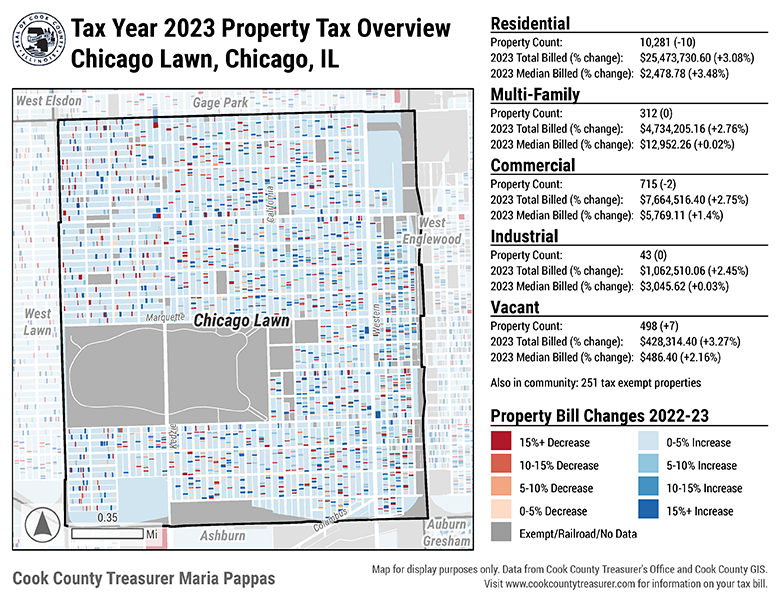 Tax Year 2023 Property Tax Overview
Chicago Lawn, Chicago, IL
West Elsdon
Gage Park
California
West
Englewood
West
Lawn
Marquette
Chicago Lawn
Western
Kedzie
0.35
Mi
Ashburn
Columbus
Auburn
Gresham
Residential
Property Count: 10,281 (-10)
2023 Total Billed (% change): $25,473,730.60 (+3.08%)
2023 Median Billed (% change): $2,478.78 (+3.48%)
Multi-Family
Property Count: 312 (0)
2023 Total Billed (% change): $4,734,205.16 (+2.76%)
2023 Median Billed (% change): $12,952.26 (+0.02%)
Commercial
Property Count: 715 (-2)
2023 Total Billed (% change): $7,664,516.40 (+2.75%)
2023 Median Billed (% change): $5,769.11 (+1.4%)
Industrial
Property Count: 43 (0)
2023 Total Billed (% change): $1,062,510.06 (+2.45%)
2023 Median Billed (% change): $3,045.62 (+0.03%)
Vacant
Property Count: 498 (+7)
2023 Total Billed (% change): $428,314.40 (+3.27%)
2023 Median Billed (% change): $486.40 (+2.16%)
Also in community: 251 tax exempt properties
Property Bill Changes 2022-23
15%+ Decrease
10-15% Decrease
5-10% Decrease
0-5% Decrease
Exempt/Railroad/No Data
0-5% Increase
5-10% Increase
10-15% Increase
15%+ Increase
Cook County Treasurer Maria Pappas
Map for display purposes only. Data from Cook County Treasurer's Office and Cook County GIS.
Visit www.cookcountytreasurer.com for information on your tax bill.